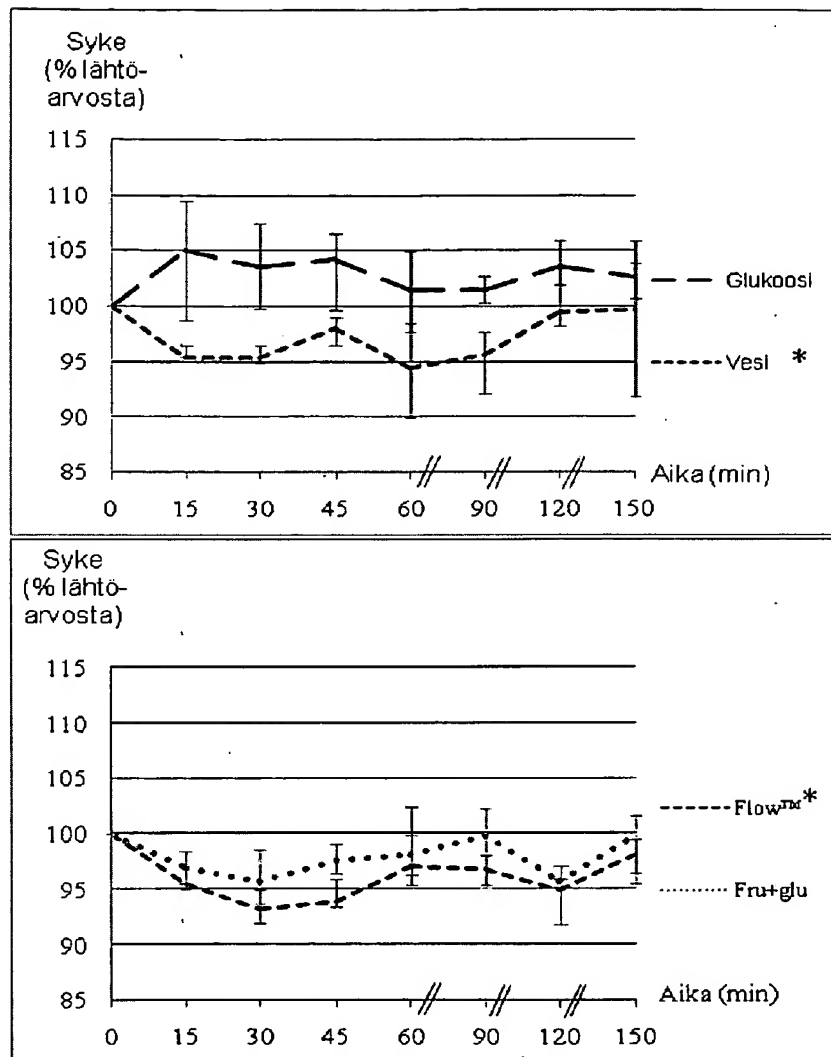 Syke
(% lähtö-
arvosta)
115
110
105
100
95
90
85
Glukoosi
Vesi *
Aika (min)
0 15 30 45 60 90 120 150
Syke
(% lähtö-
arvosta)
115
110
105
100
95
90
85
Flow™*
Fru+glu
Aika (min)
0 15 30 45 60 90 120 150